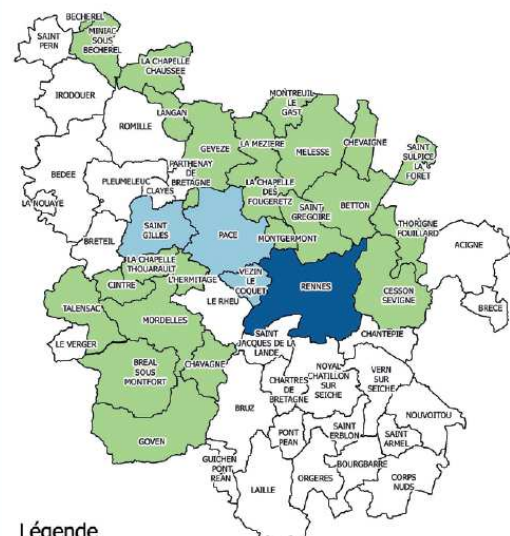 BECHEREL
SAINT
PERN
MINIAC
SOUS
BECHEREL
LA CHAPELLE
CHAUSSEE
IRODOUER
LANGAN
ROMILLE
MONTREUIL
LE
GAST
GEVEZE
LA MEZIERE
MELESSE
CHEVAIGNE
SAINT
SULPICE
LA
FORET
BEDEE
PARTHENAY
DE
BRETAGNE
PLEUMELEUC
CLAYES
LA CHAPELLE
DES
FOUGERETZ
BETTON
LA NOUAYE
SAINT
GREGOIRE
SAINT
GILLES
PACE
THORIGNE
FOUILLARD
BRETEIL
MONTGERMONT
ACIGNE
LA CHAPELLE
THOUARAULT
VEZIN
LE
COQUET
CINTRE
L'HERMITAGE
RENNES
CESSON
SEVIGNE
TALENSAC
LE RHEU
BRECE
MORDELLES
LE VERGER
SAINT
JACQUES DE LA
LANDE
CHANTEPIE
BREAL
SOUS
MONTFORT
CHAVAGNE
NOYAL
CHATILLON
SUR
SEICHE
VERN
SUR
SEICHE
CHARTRES
DE
BRETAGNE
BRUZ
NOUVOITOU
GOVEN
PONT
PEAN
SAINT
ERBLON
SAINT
ARMEL
GUICHEN
PONT
REAN
BOURGBARRE
LAILLE
ORGERES
CORPS
NUDS
Légende